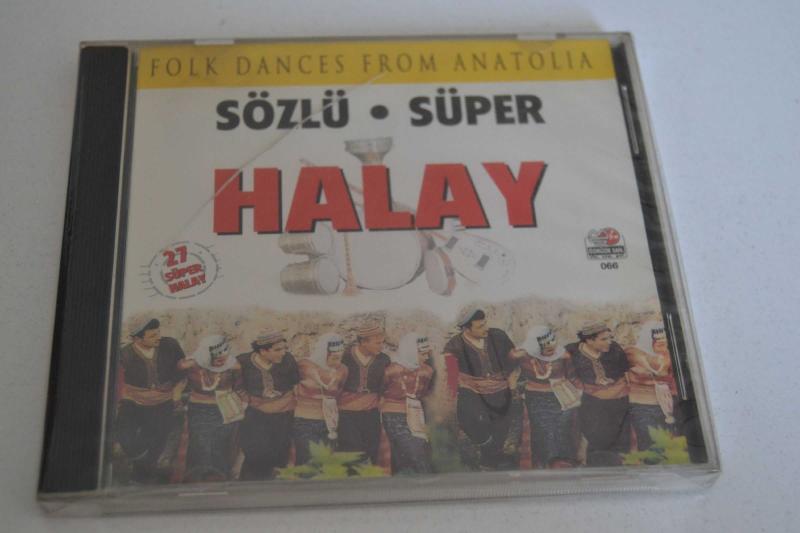 FOLK DANCES FROM ANATOLIA
SÖZLÜ • SÜPER
HALAY
27
SÜPER
HALAY
066